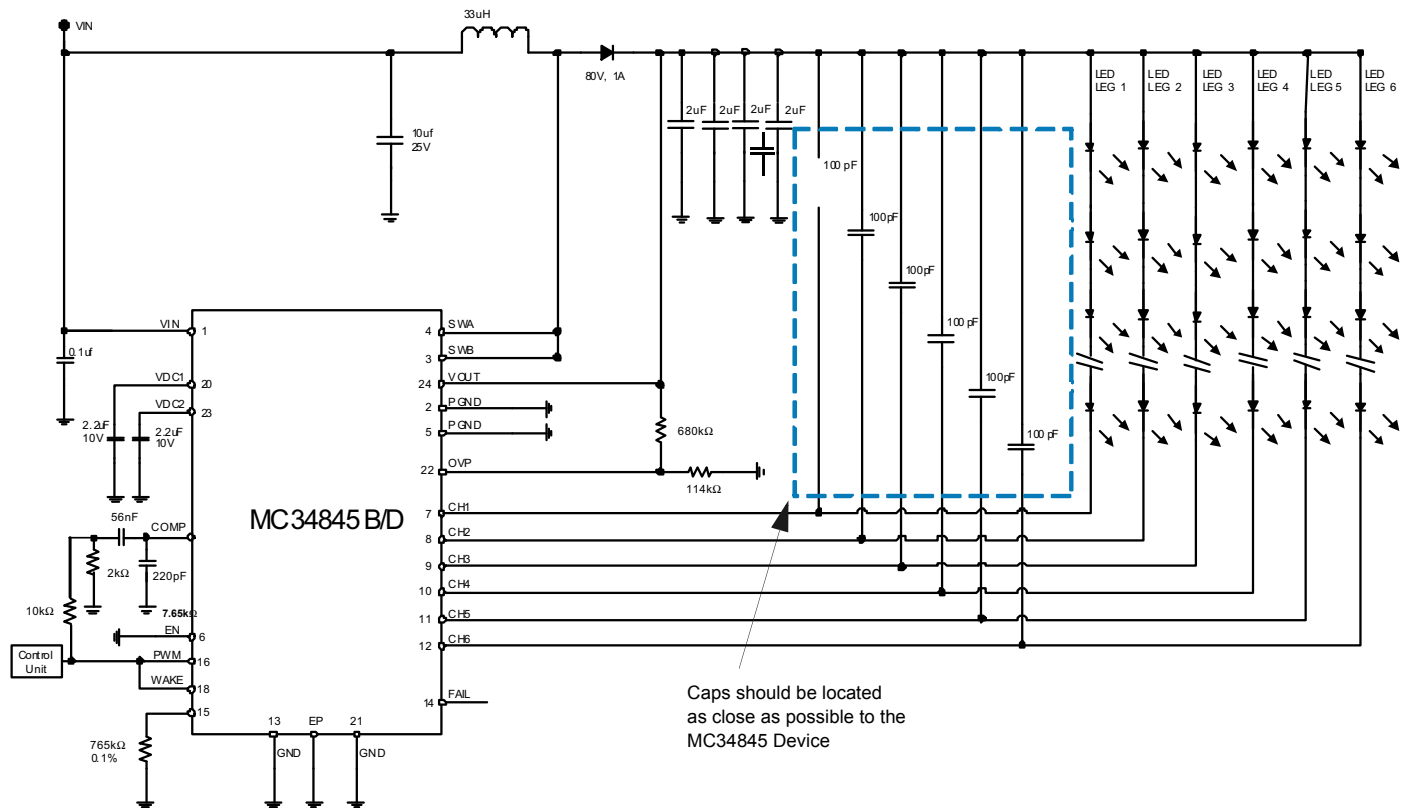 VIN
33uH
80V, 1A
10uf
25V
2uF
2uF
2uF
2uF
LED
LEG 1
LED
LEG 2
LED
LEG 3
LED
LEG 4
LED
LEG 5
LED
LEG 6
100 pF
100pF
100pF
100pF
100pF
100pF
VIN
1
0.1uf
VDC1
20
VDC2
23
2.2uF
10V
2.2uF
10V
4
SWA
3
SWB
24
VOUT
2
PGND
5
PGND
680kΩ
22
OVP
114kΩ
MC34845 B/D
7
CH1
8
CH2
9
CH3
10
CH4
11
CH5
12
CH6
56nF
COMP
2kΩ
220pF
10kΩ
7.65kΩ
EN
6
Control
Unit
PWM
16
WAKE
18
15
14
FAIL
765kΩ
0.1%
13
EP
21
GND
GND
Caps should be located
as close as possible to the
MC34845 Device